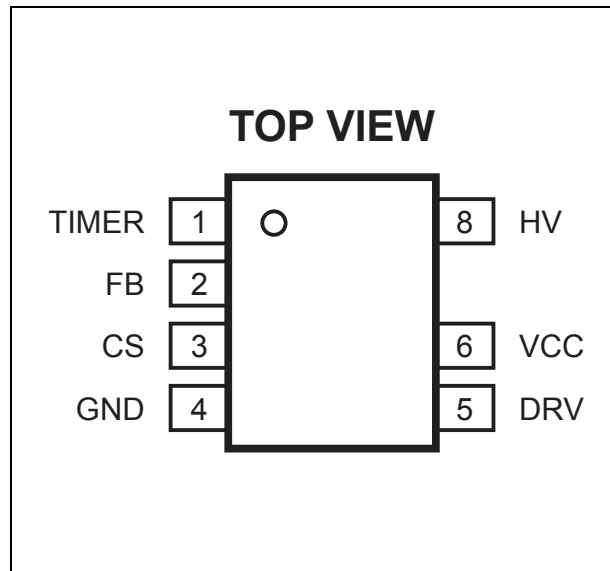 TOP VIEW
TIMER 1 8 HV
FB 2
CS 3 6 VCC
GND 4 5 DRV